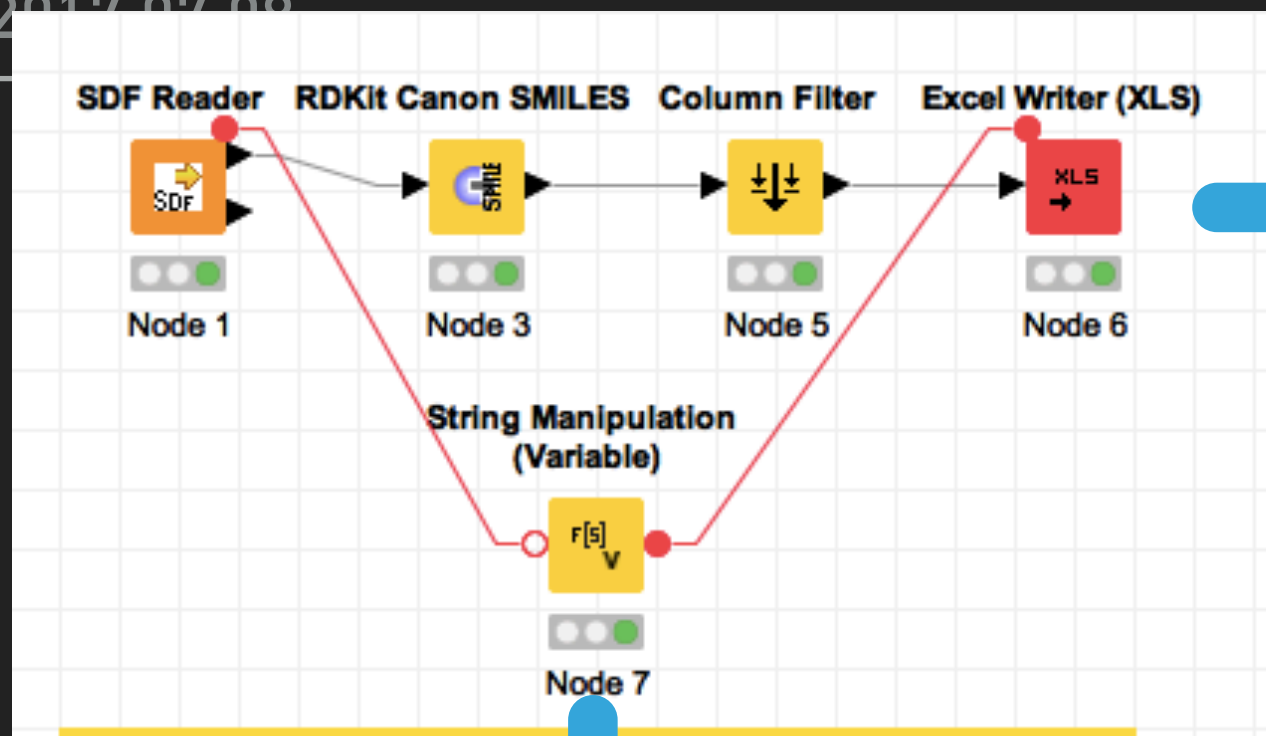 SDF Reader RDKit Canon SMILES Column Filter Excel Writer (XLS)
SDF SMILE XLS
Node 1 Node 3 Node 5 Node 6
String Manipulation
(Variable)
F[S]
V
Node 7